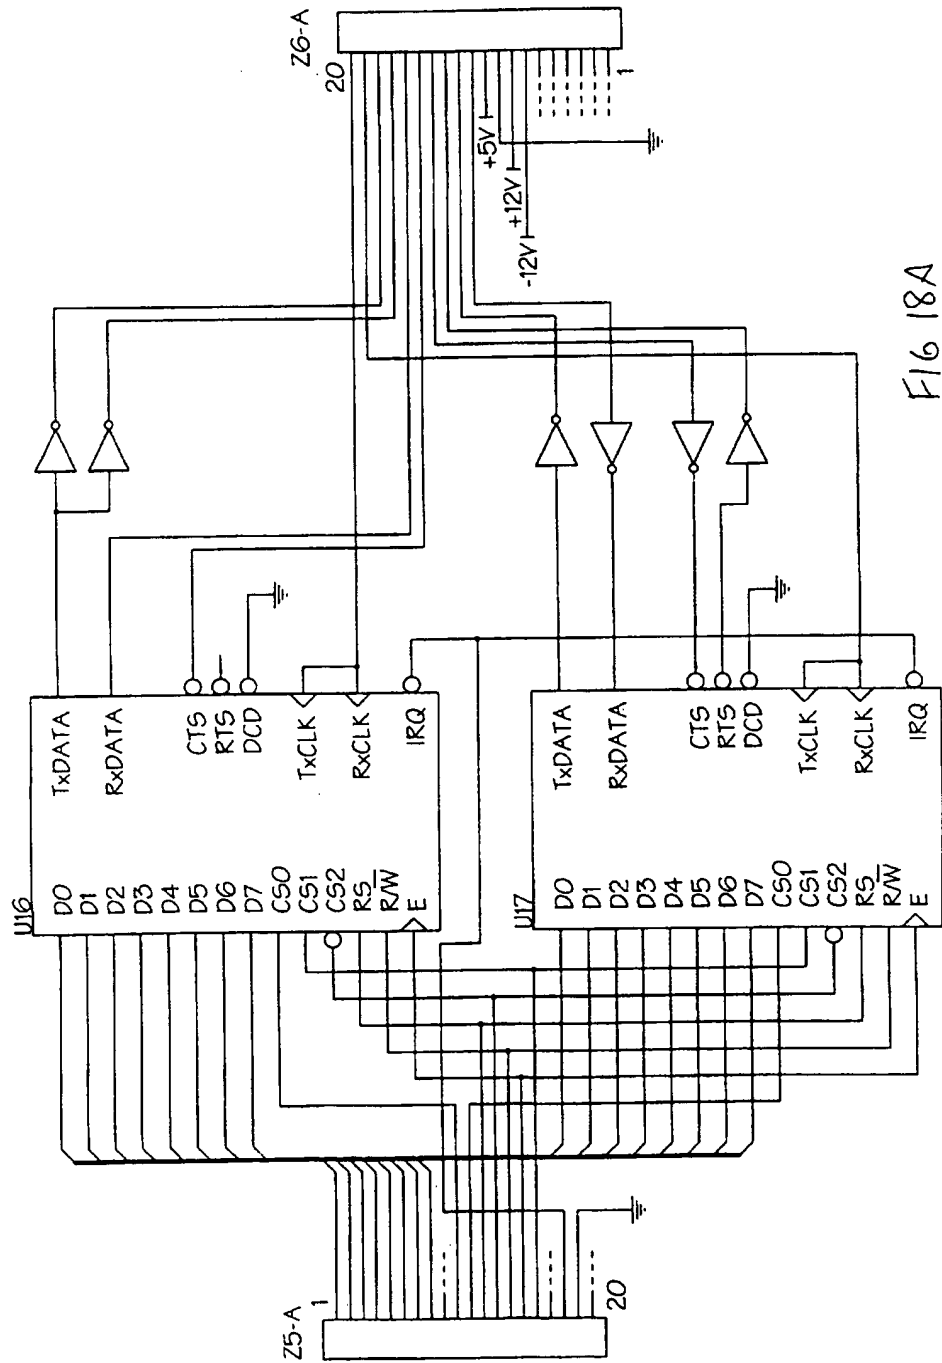 Z5-A
1
20
U16
D0
D1
D2
D3
D4
D5
D6
D7
CS0
CS1
CS2
RS
R/W̅
E
TxDATA
RxDATA
CTS
RTS
DCD
TxCLK
RxCLK
IRQ
U17
D0
D1
D2
D3
D4
D5
D6
D7
CS0
CS1
CS2
RS
R/W̅
E
TxDATA
RxDATA
CTS
RTS
DCD
TxCLK
RxCLK
IRQ
Z6-A
20
1
+5V
+12V
-12V
FIG 18A